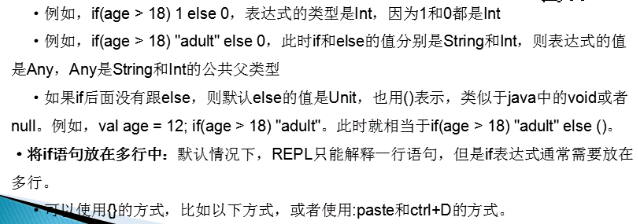 •例如，if(age > 18) 1 else 0，表达式的类型是Int，因为1和0都是Int
•例如，if(age > 18) "adult" else 0，此时if和else的值分别是String和Int，则表达式的值
是Any，Any是String和Int的公共父类型
•如果if后面没有跟else，则默认else的值是Unit，也用()表示，类似于java中的void或者
null。例如，val age = 12; if(age > 18) "adult"。此时就相当于if(age > 18) "adult" else ()。
•将if语句放在多行中：默认情况下，REPL只能解释一行语句，但是if表达式通常需要放在
多行。
•可以使用{}的方式，比如以下方式，或者使用:paste和ctrl+D的方式。